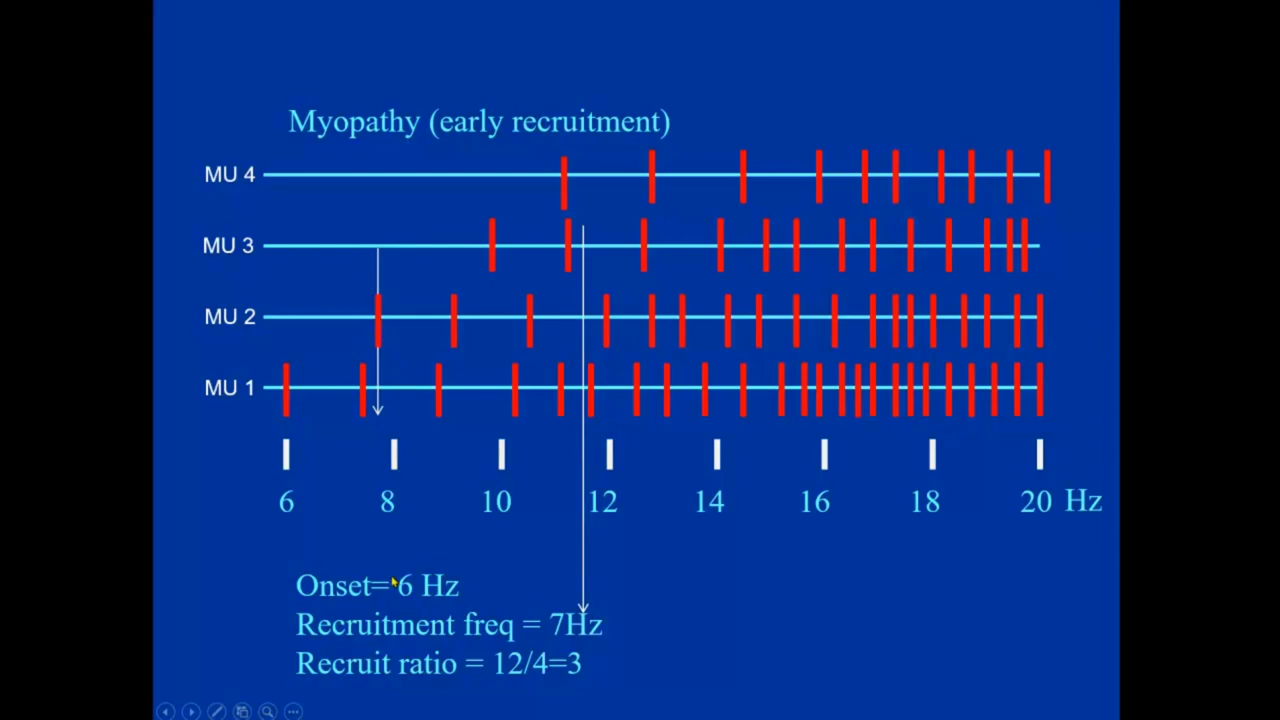 Myopathy (early recruitment)
MU 4
MU 3
MU 2
MU 1
6 8 10 12 14 16 18 20 Hz
Onset= 6 Hz
Recruitment freq = 7Hz
Recruit ratio = 12/4=3